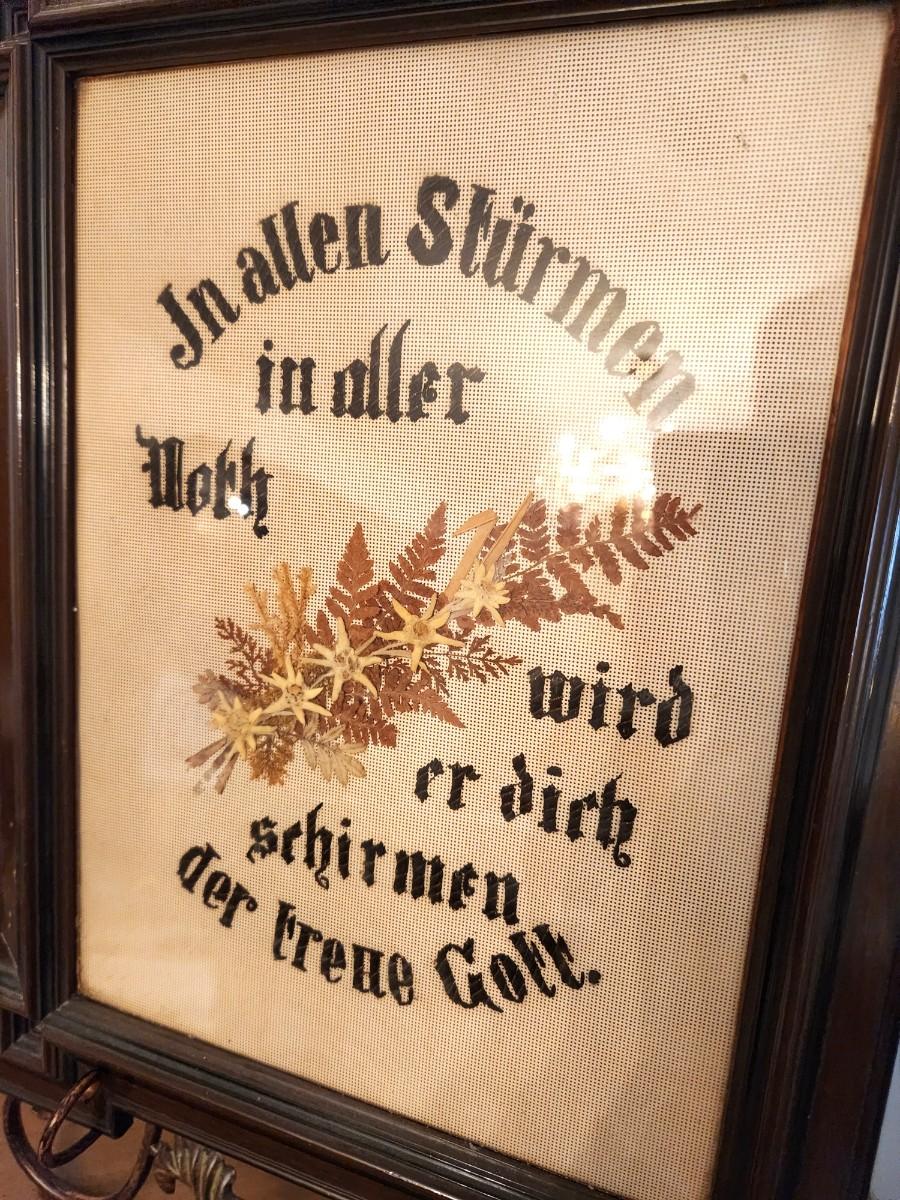 In allen Stürmen
in aller
Noth
wird
er dich
schirmen
der treue Gott.